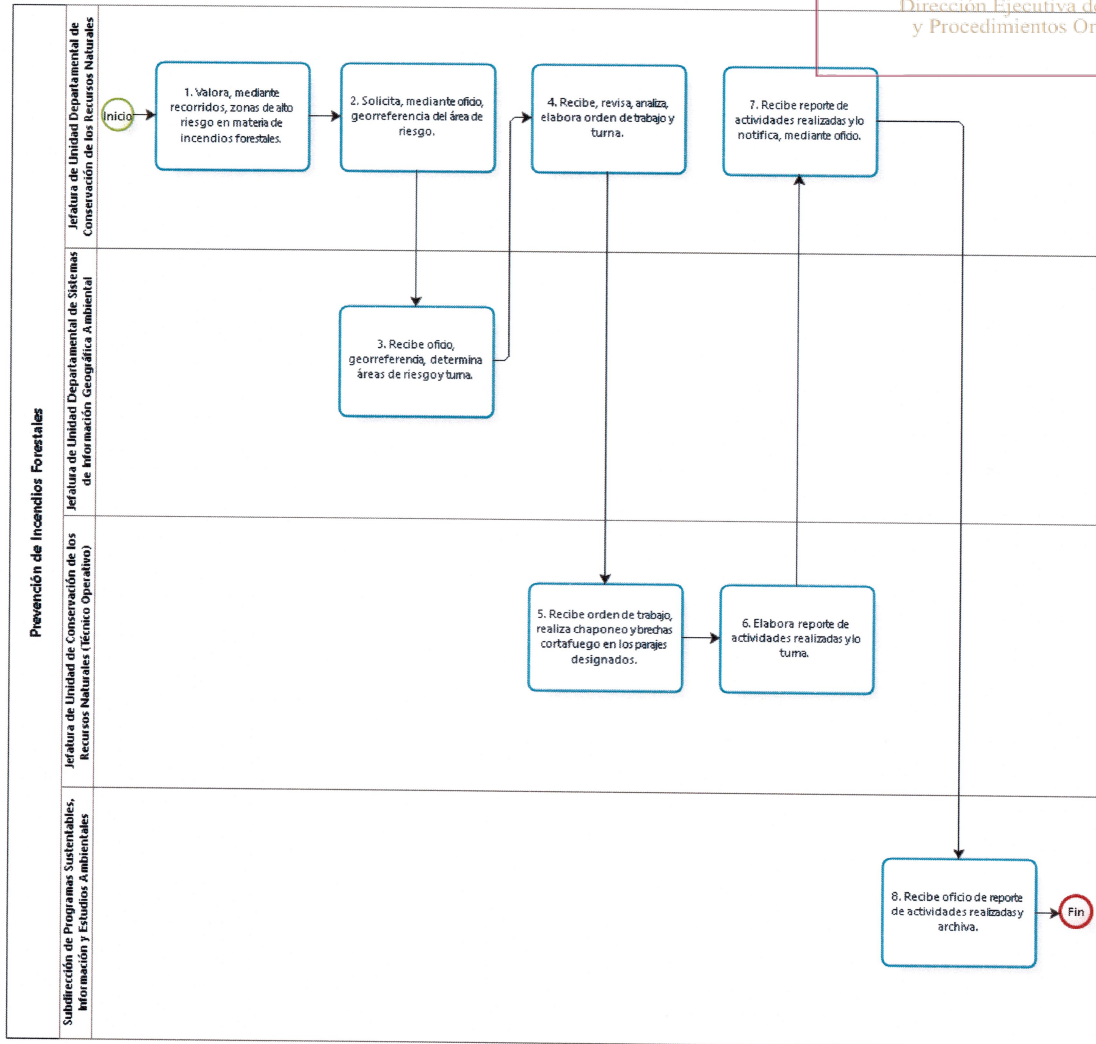 Dirección Ejecutiva de
y Procedimientos Or
Prevención de Incendios Forestales
Jefatura de Unidad Departamental de
Conservación de los Recursos Naturales
Inicio
1. Valora, mediante
recorridos, zonas de alto
riesgo en materia de
incendios forestales.
2. Solicita, mediante oficio,
georreferencia del área de
riesgo.
4. Recibe, revisa, analiza,
elabora orden de trabajo y
turna.
7. Recibe reporte de
actividades realizadas y lo
notifica, mediante oficio.
Jefatura de Unidad Departamental de Sistemas
de Información Geográfica Ambiental
3. Recibe oficio,
georreferencia, determina
áreas de riesgo y turna.
Jefatura de Unidad de Conservación de los
Recursos Naturales (Técnico Operativo)
5. Recibe orden de trabajo,
realiza chaponeo y brechas
cortafuego en los parajes
designados.
6. Elabora reporte de
actividades realizadas y lo
turna.
Subdirección de Programas Sustentables,
Información y Estudios Ambientales
8. Recibe oficio de reporte
de actividades realizadas y
archiva.
Fin